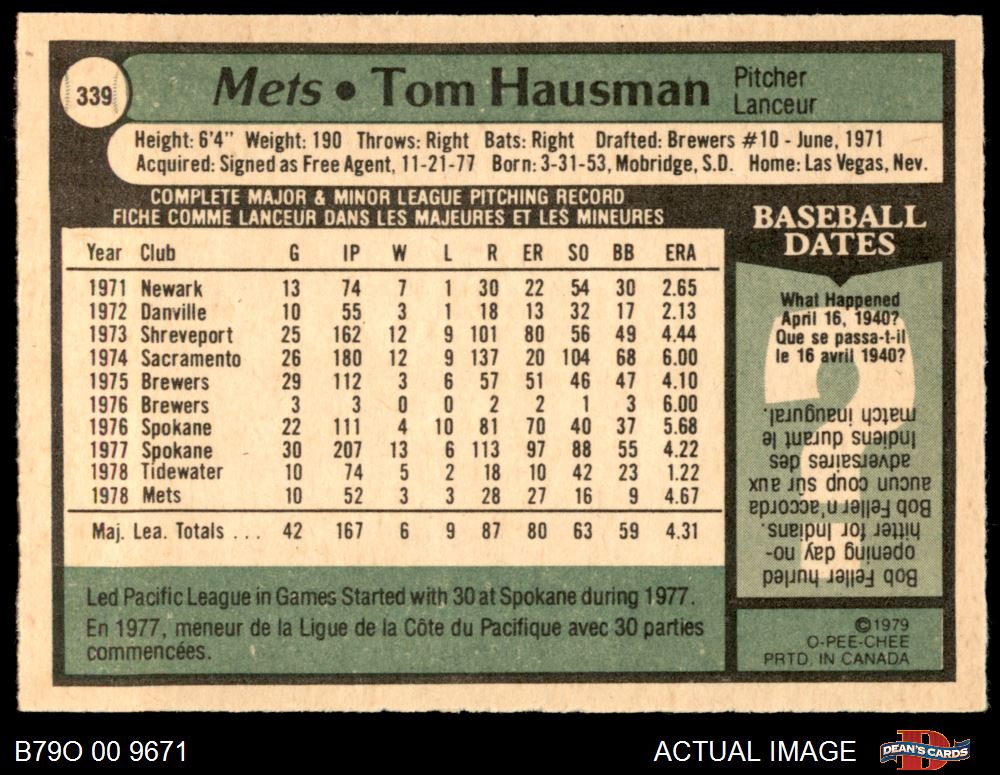 339
Mets • Tom Hausman
Pitcher
Lanceur
Height: 6'4" Weight: 190 Throws: Right Bats: Right Drafted: Brewers #10 - June, 1971
Acquired: Signed as Free Agent, 11-21-77 Born: 3-31-53, Mobridge, S.D. Home: Las Vegas, Nev.
COMPLETE MAJOR & MINOR LEAGUE PITCHING RECORD
FICHE COMME LANCEUR DANS LES MAJEURES ET LES MINEURES
Year Club G IP W L R ER SO BB ERA
1971 Newark 13 74 7 1 30 22 54 30 2.65
1972 Danville 10 55 3 1 18 13 32 17 2.13
1973 Shreveport 25 162 12 9 101 80 56 49 4.44
1974 Sacramento 26 180 12 9 137 20 104 68 6.00
1975 Brewers 29 112 3 6 57 51 46 47 4.10
1976 Brewers 3 3 0 0 2 2 1 3 6.00
1976 Spokane 22 111 4 10 81 70 40 37 5.68
1977 Spokane 30 207 13 6 113 97 88 55 4.22
1978 Tidewater 10 74 5 2 18 10 42 23 1.22
1978 Mets 10 52 3 3 28 27 16 9 4.67
Maj. Lea. Totals ... 42 167 6 9 87 80 63 59 4.31
Led Pacific League in Games Started with 30 at Spokane during 1977.
En 1977, meneur de la Ligue de la Côte du Pacifique avec 30 parties
commencées.
BASEBALL
DATES
What Happened
April 16, 1940?
Que se passa-t-il
le 16 avril 1940?
Bob Feller hurled
opening day no-
hitter for Indians.
Bob Feller n'accorda
aucun coup sûr aux
adversaires des
Indiens durant le
match inaugural.
©1979
O-PEE-CHEE
PRTD. IN CANADA
B79O 00 9671
ACTUAL IMAGE
DEAN'S CARDS